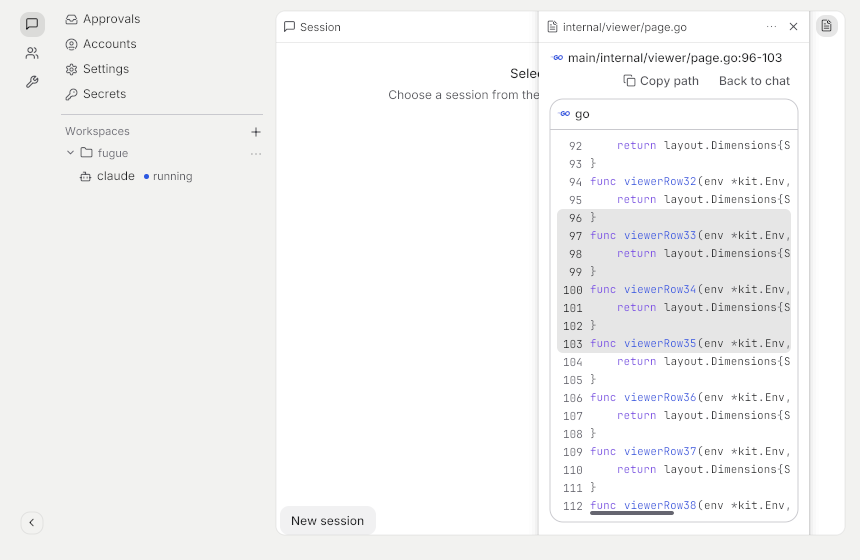 Approvals
Accounts
Settings
Secrets
Workspaces
fugue
claude
running
Session
Selec
Choose a session from the
New session
internal/viewer/page.go
main/internal/viewer/page.go:96-103
Copy path
Back to chat
go
92     return layout.Dimensions{S
93 }
94 func viewerRow32(env *kit.Env,
95     return layout.Dimensions{S
96 }
97 func viewerRow33(env *kit.Env,
98     return layout.Dimensions{S
99 }
100 func viewerRow34(env *kit.Env,
101     return layout.Dimensions{S
102 }
103 func viewerRow35(env *kit.Env,
104     return layout.Dimensions{S
105 }
106 func viewerRow36(env *kit.Env,
107     return layout.Dimensions{S
108 }
109 func viewerRow37(env *kit.Env,
110     return layout.Dimensions{S
111 }
112 func viewerRow38(env *kit.Env,